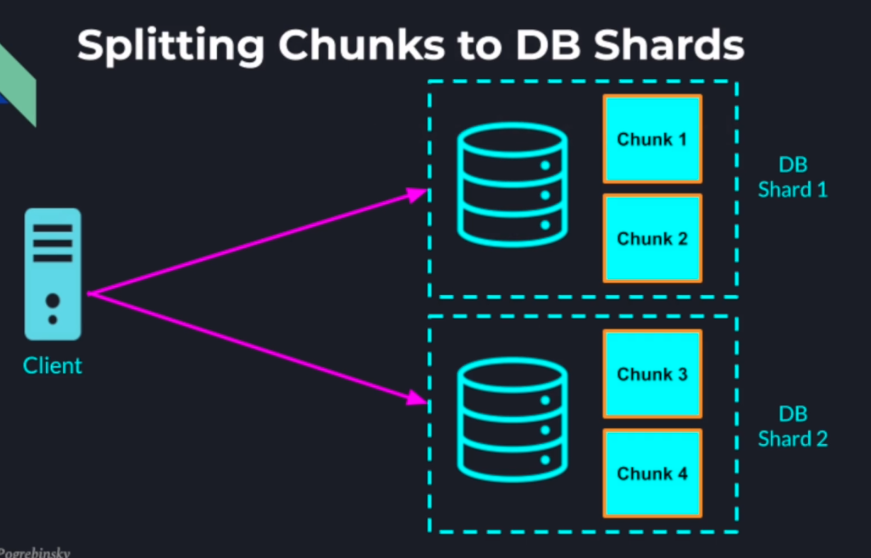 Splitting Chunks to DB Shards
Chunk 1
Chunk 2
DB
Shard 1
Client
Chunk 3
Chunk 4
DB
Shard 2
Pogrebinsky